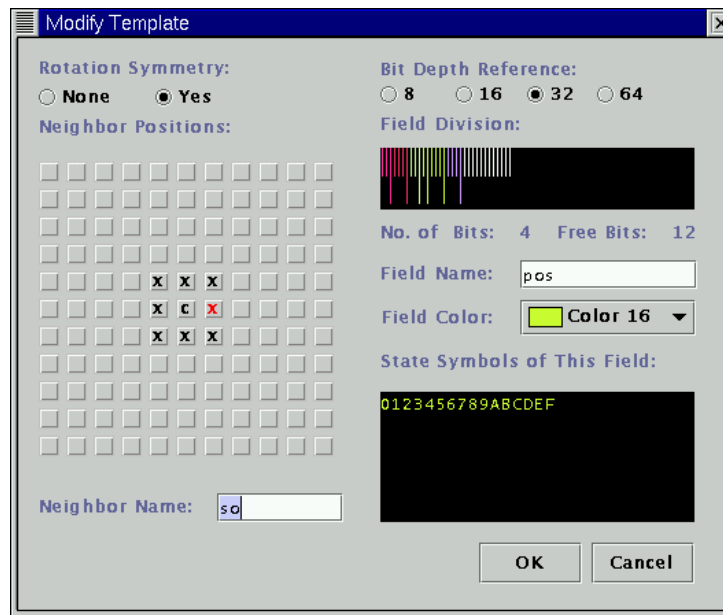 Modify Template
Rotation Symmetry:
None Yes
Neighbor Positions:
x x x
x c x
x x x
Neighbor Name: so
Bit Depth Reference:
8 16 32 64
Field Division:
No. of Bits: 4 Free Bits: 12
Field Name: pos
Field Color: Color 16
State Symbols of This Field:
0123456789ABCDEF
OK Cancel